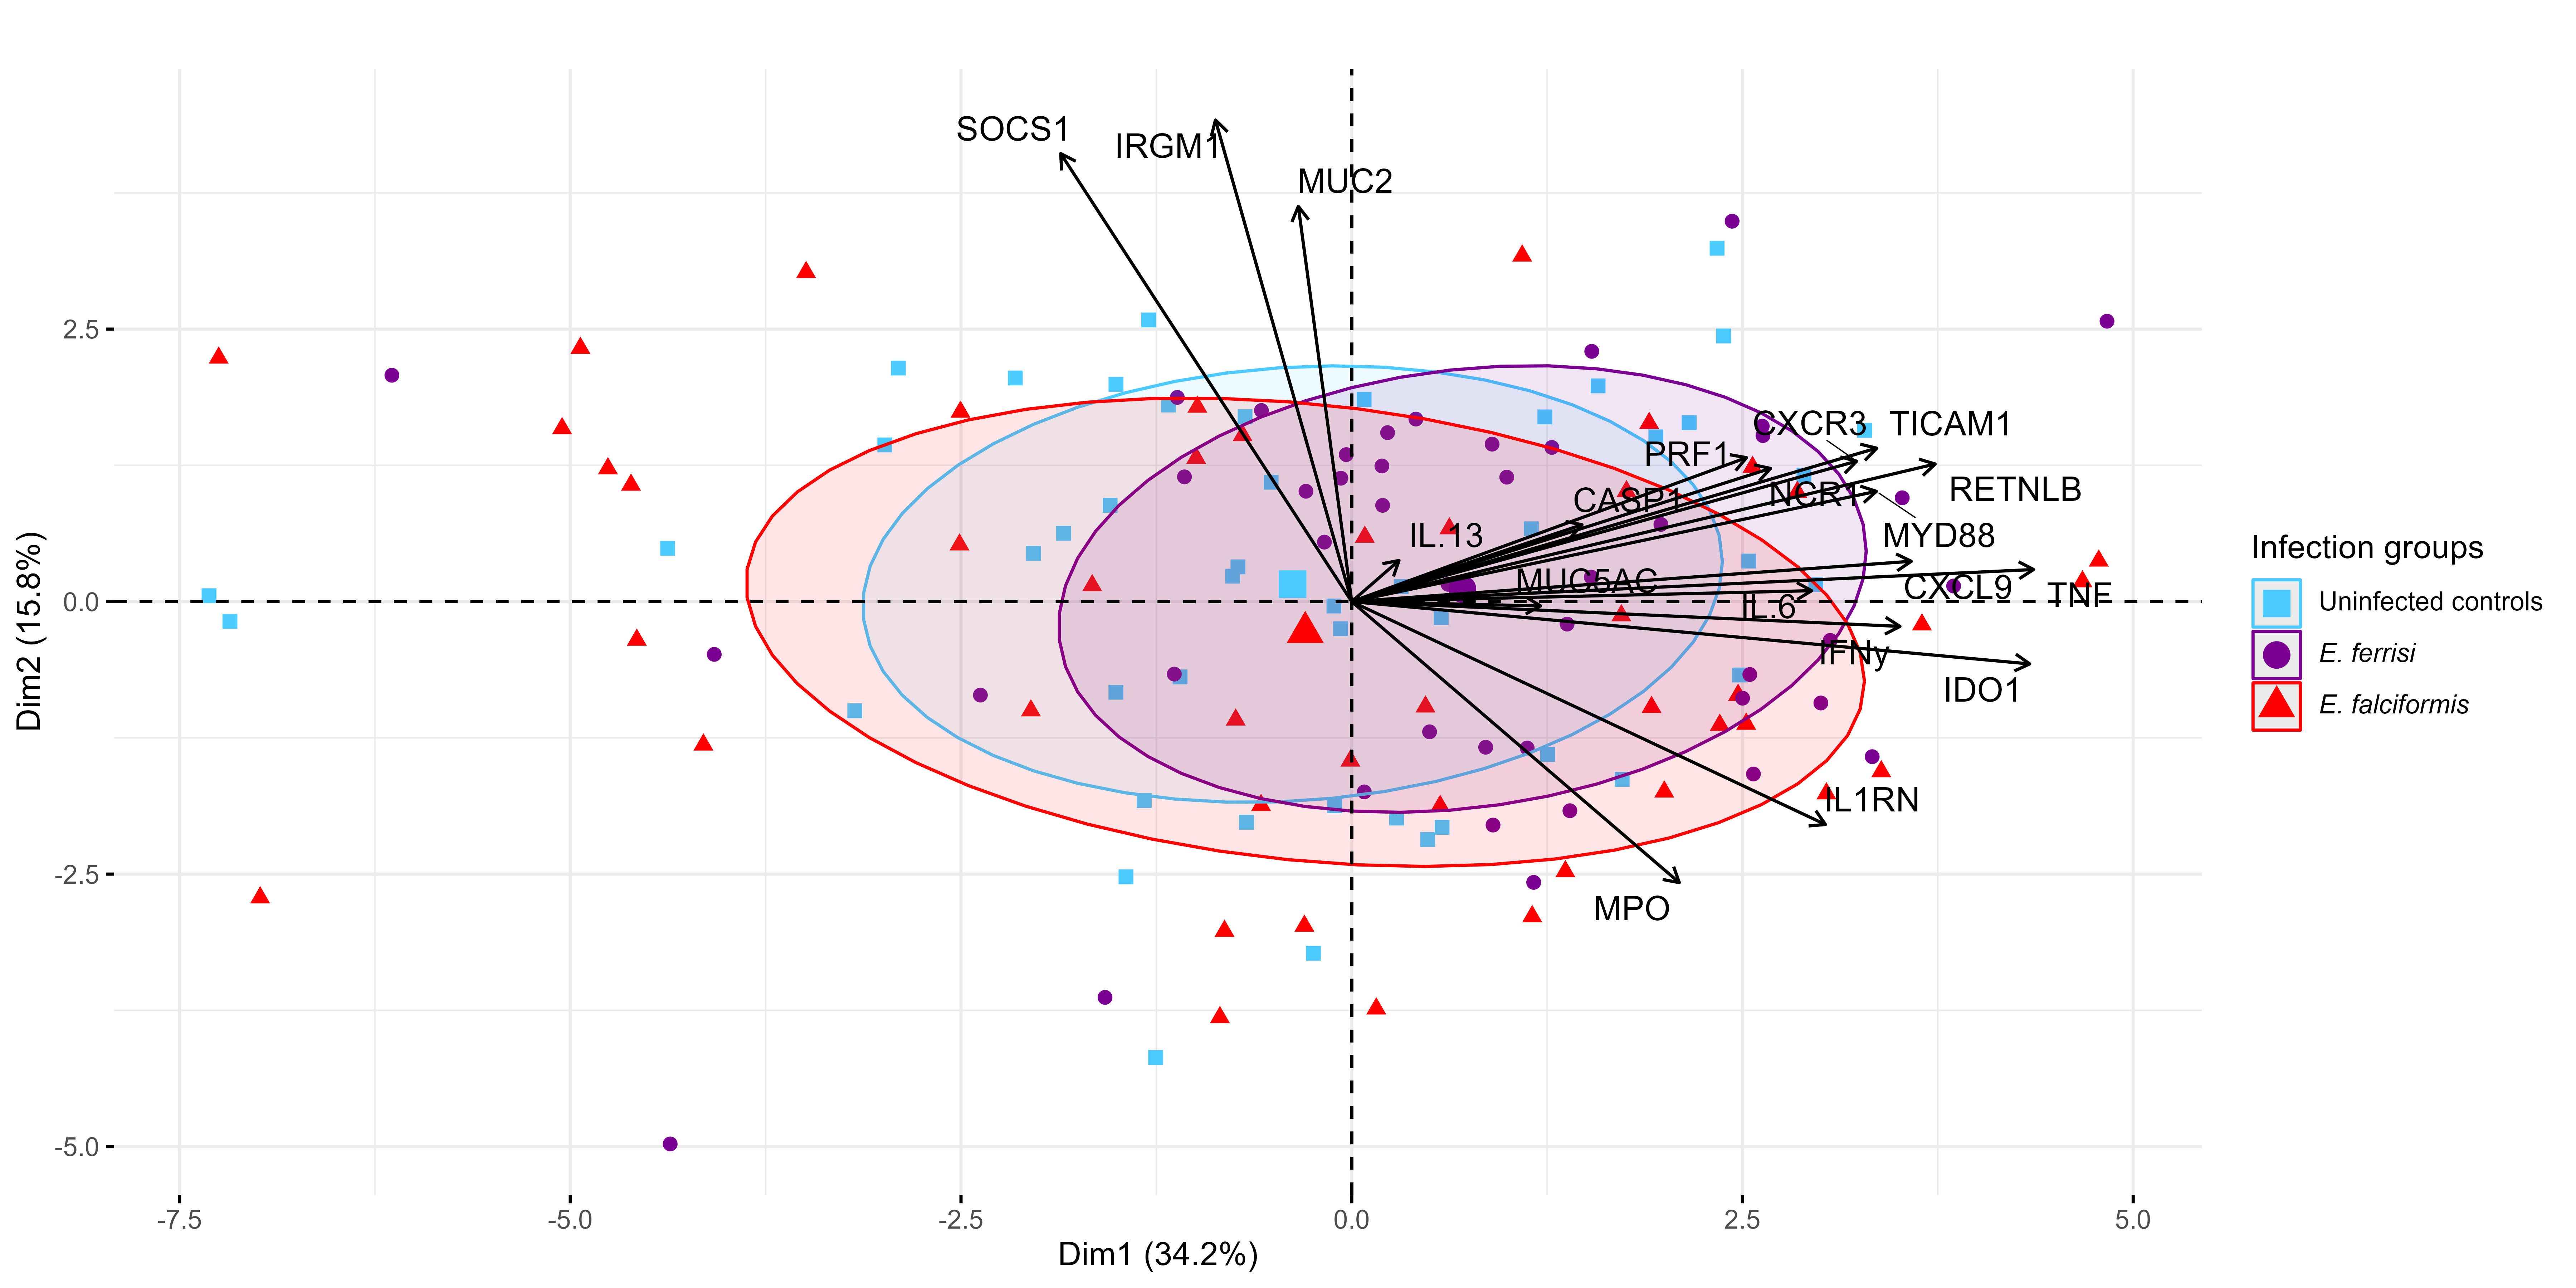 SOCS1
IRGM1
MUC2
CXCR3
TICAM1
PRF1
CASP1
NCR1
RETNLB
IL.13
MYD88
MUC5AC
CXCL9
TNF
IL.6
IFNy
IDO1
IL1RN
MPO
2.5
0.0
-2.5
-5.0
Dim2 (15.8%)
-7.5
-5.0
-2.5
0.0
2.5
5.0
Dim1 (34.2%)
Infection groups
Uninfected controls
E. ferrisi
E. falciformis